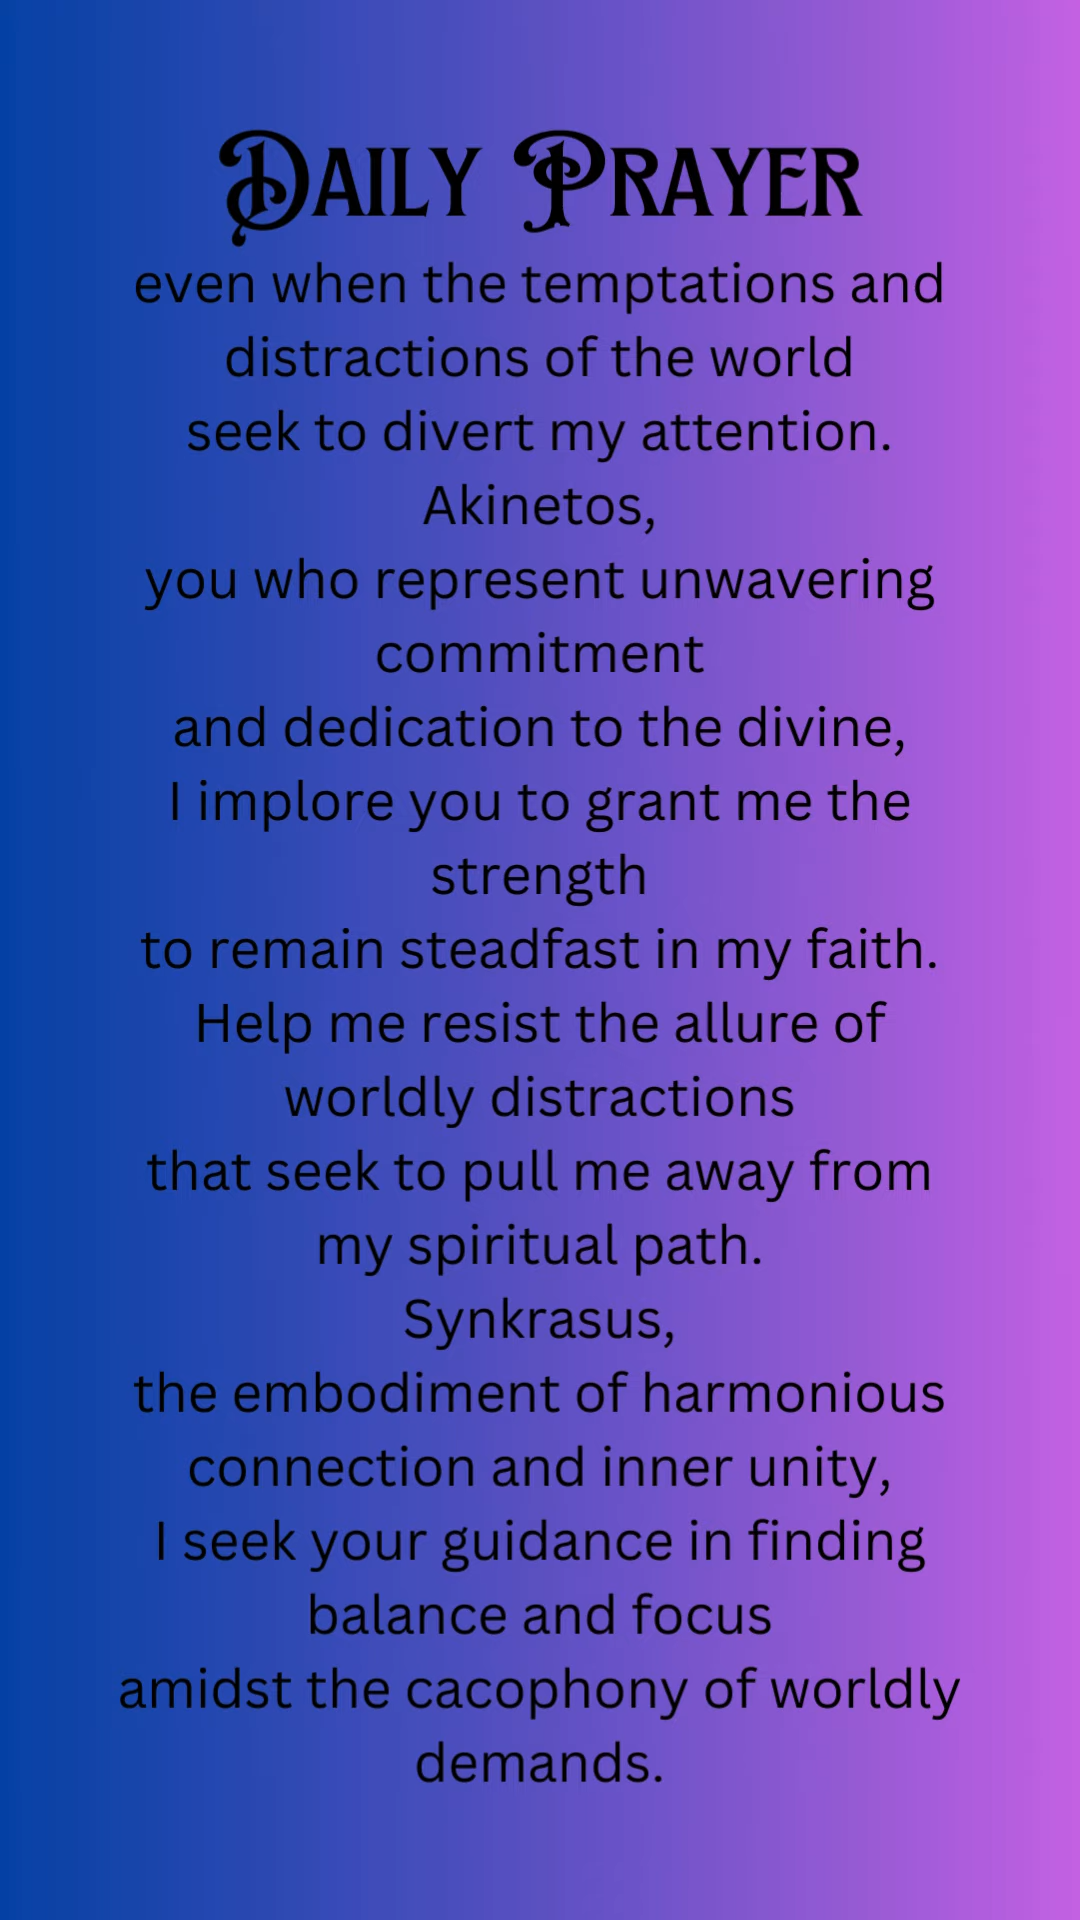 Daily Prayer
even when the temptations and
distractions of the world
seek to divert my attention.
Akinetos,
you who represent unwavering
commitment
and dedication to the divine,
I implore you to grant me the
strength
to remain steadfast in my faith.
Help me resist the allure of
worldly distractions
that seek to pull me away from
my spiritual path.
Synkrasus,
the embodiment of harmonious
connection and inner unity,
I seek your guidance in finding
balance and focus
amidst the cacophony of worldly
demands.